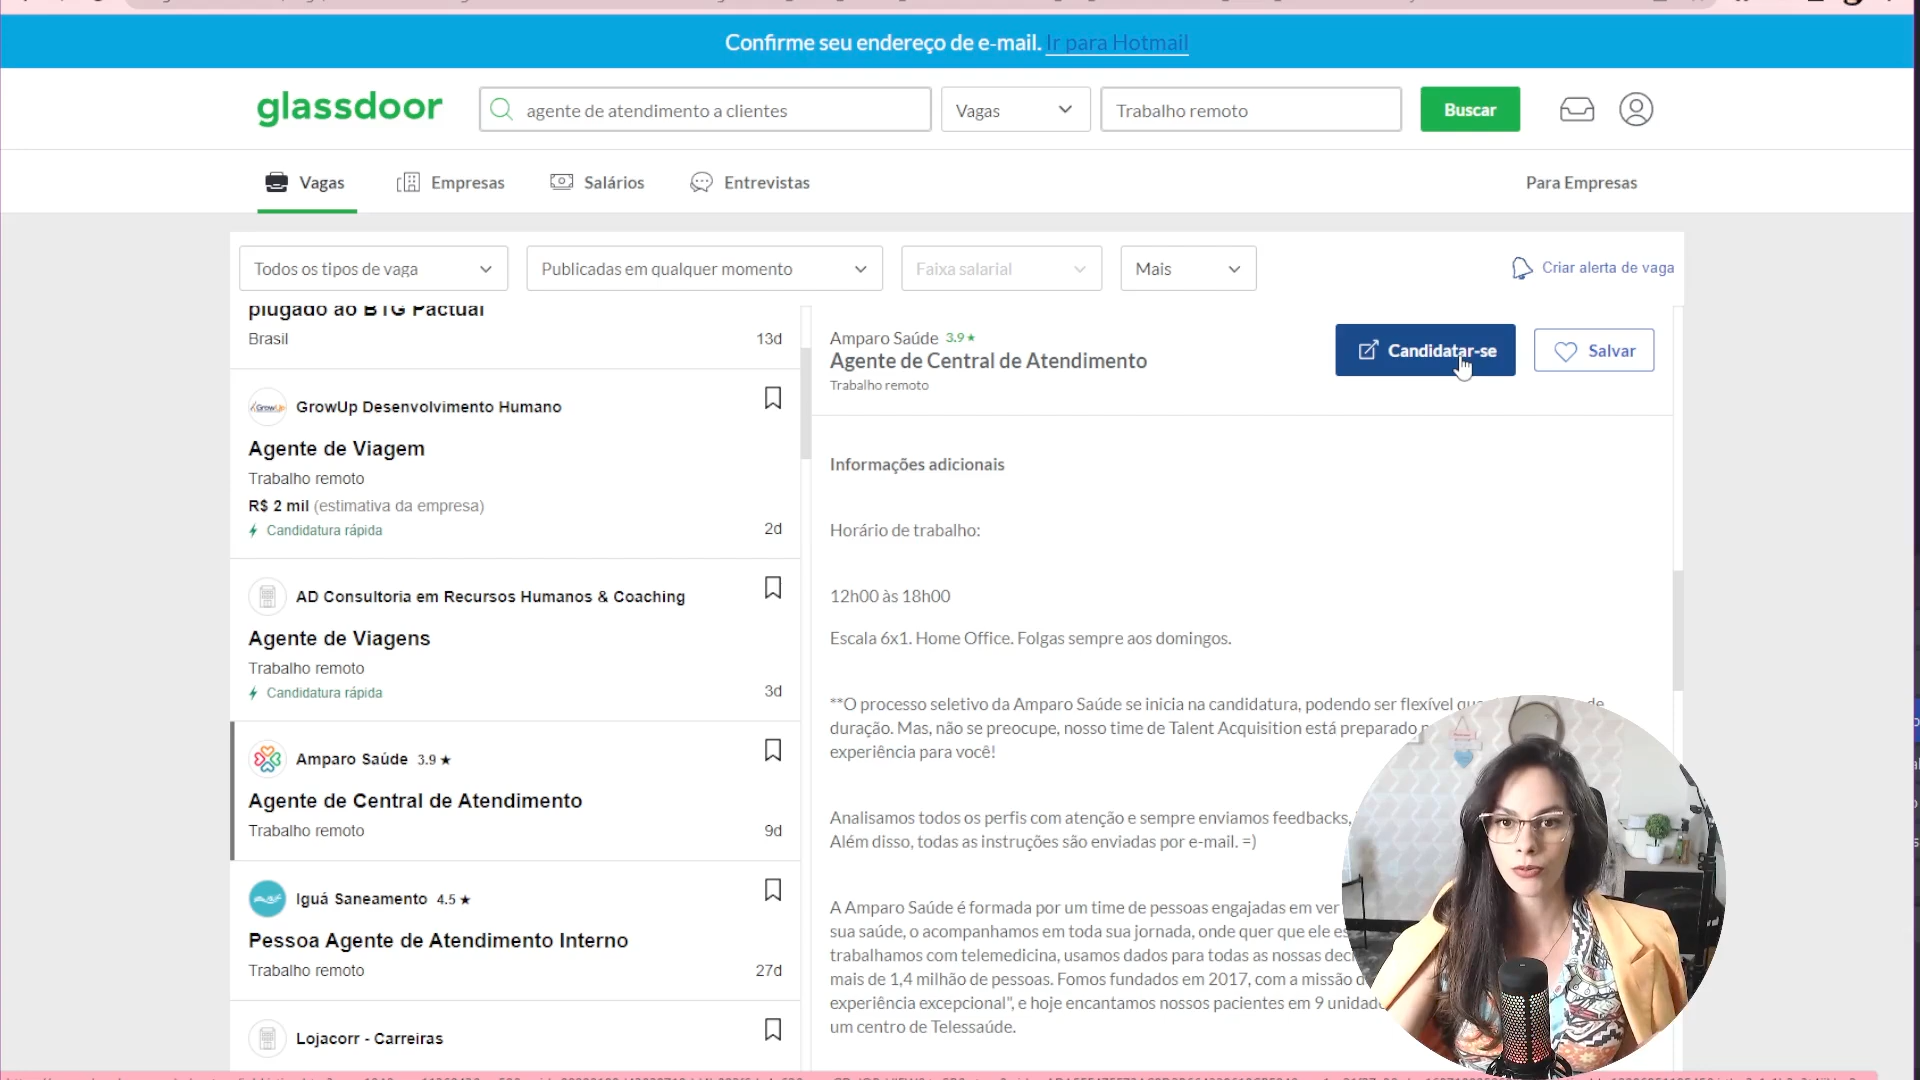 Confirme seu endereço de e-mail. Ir para Hotmail
glassdoor
agente de atendimento a clientes
Vagas
Trabalho remoto
Buscar
Vagas
Empresas
Salários
Entrevistas
Para Empresas
Todos os tipos de vaga
Publicadas em qualquer momento
Faixa salarial
Mais
Criar alerta de vaga
plugado ao BTG Pactual
Brasil
13d
GrowUp
GrowUp Desenvolvimento Humano
Agente de Viagem
Trabalho remoto
R$ 2 mil (estimativa da empresa)
Candidatura rápida
2d
AD Consultoria em Recursos Humanos & Coaching
Agente de Viagens
Trabalho remoto
Candidatura rápida
3d
Amparo Saúde 3.9 ★
Agente de Central de Atendimento
Trabalho remoto
9d
Iguá Saneamento 4.5 ★
Pessoa Agente de Atendimento Interno
Trabalho remoto
27d
Lojacorr - Carreiras
Amparo Saúde 3.9 ★
Agente de Central de Atendimento
Trabalho remoto
Candidatar-se
Salvar
Informações adicionais
Horário de trabalho:
12h00 às 18h00
Escala 6x1. Home Office. Folgas sempre aos domingos.
**O processo seletivo da Amparo Saúde se inicia na candidatura, podendo ser flexível de
duração. Mas, não se preocupe, nosso time de Talent Acquisition está preparado
experiência para você!
Analisamos todos os perfis com atenção e sempre enviamos feedbacks,
Além disso, todas as instruções são enviadas por e-mail. =)
A Amparo Saúde é formada por um time de pessoas engajadas em ver
sua saúde, o acompanhamos em toda sua jornada, onde quer que ele
trabalhamos com telemedicina, usamos dados para todas as nossas
mais de 1,4 milhão de pessoas. Fomos fundados em 2017, com a missão
experiência excepcional", e hoje encantamos nossos pacientes em 9
um centro de Telessaúde.